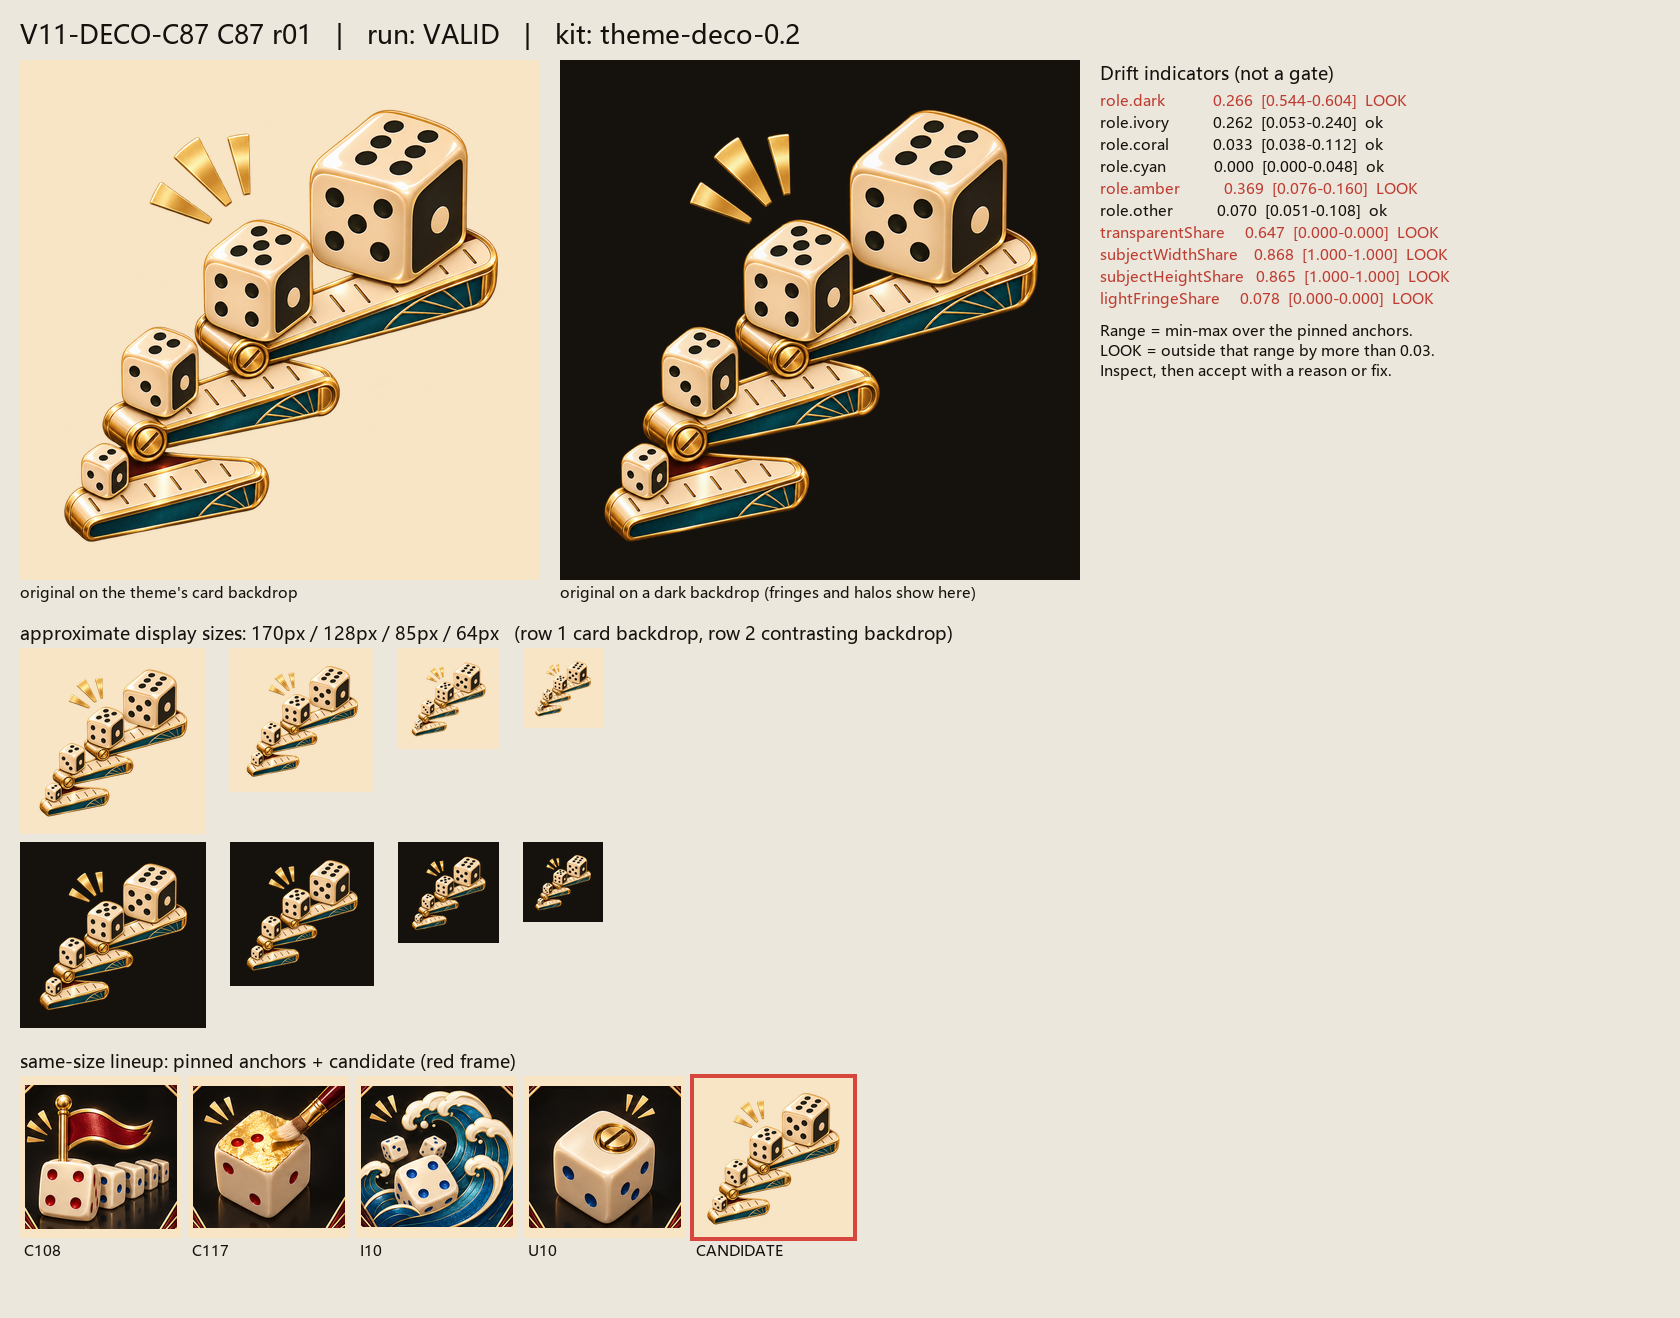 V11-DECO-C87 C87 r01 | run: VALID | kit: theme-deco-0.2
Drift indicators (not a gate)
role.dark 0.266 [0.544-0.604] LOOK
role.ivory 0.262 [0.053-0.240] ok
role.coral 0.033 [0.038-0.112] ok
role.cyan 0.000 [0.000-0.048] ok
role.amber 0.369 [0.076-0.160] LOOK
role.other 0.070 [0.051-0.108] ok
transparentShare 0.647 [0.000-0.000] LOOK
subjectWidthShare 0.868 [1.000-1.000] LOOK
subjectHeightShare 0.865 [1.000-1.000] LOOK
lightFringeShare 0.078 [0.000-0.000] LOOK
Range = min-max over the pinned anchors.
LOOK = outside that range by more than 0.03.
Inspect, then accept with a reason or fix.
original on the theme's card backdrop
original on a dark backdrop (fringes and halos show here)
approximate display sizes: 170px / 128px / 85px / 64px (row 1 card backdrop, row 2 contrasting backdrop)
same-size lineup: pinned anchors + candidate (red frame)
C108
C117
I10
U10
CANDIDATE